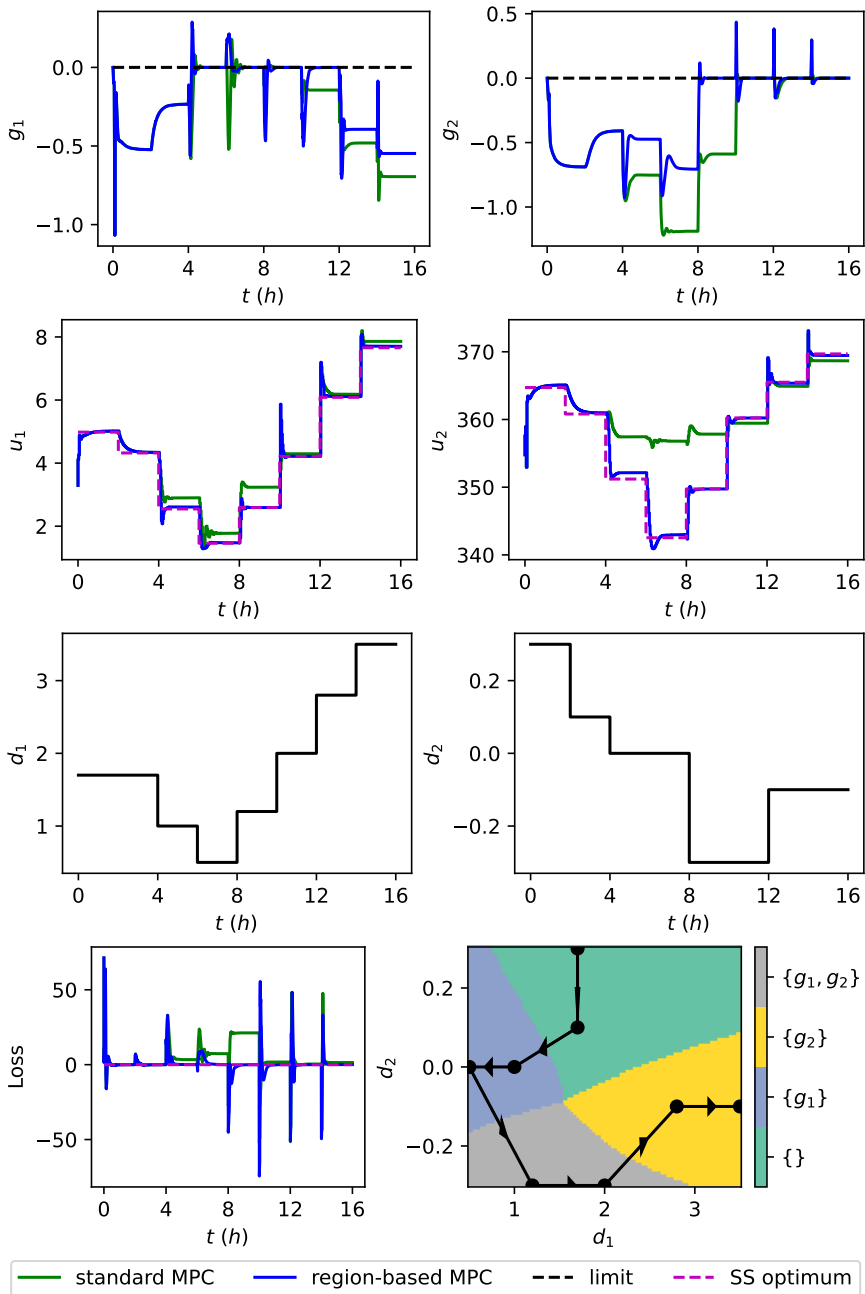 0.0
−0.5
−1.0
g₁
0 4 8 12 16
t (h)
0.5
0.0
−0.5
−1.0
g₂
0 4 8 12 16
t (h)
8
6
4
2
u₁
0 4 8 12 16
t (h)
370
360
350
340
u₂
0 4 8 12 16
t (h)
3
2
1
d₁
0 4 8 12 16
t (h)
0.2
0.0
−0.2
d₂
0 4 8 12 16
t (h)
50
0
−50
Loss
0 4 8 12 16
t (h)
0.2
0.0
−0.2
d₂
1 2 3
d₁
{g₁, g₂}
{g₂}
{g₁}
{}
standard MPC region-based MPC limit SS optimum